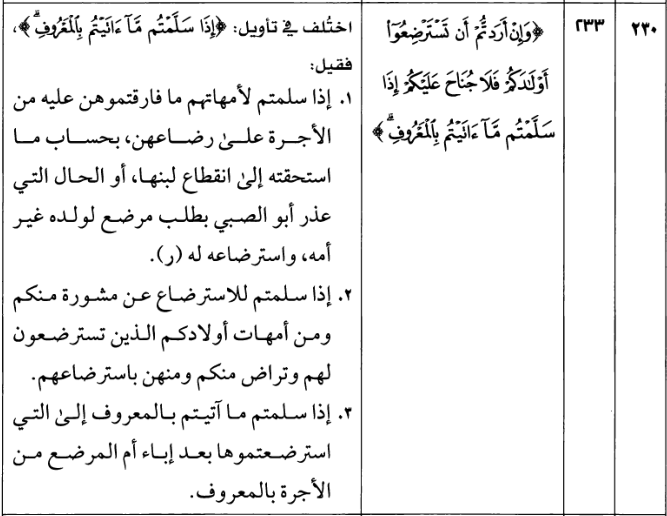 ٢٣٠
٢٣٣
﴿وَإِنْ أَرَدتُّمْ أَن تَسْتَرْضِعُوٓا۟
أَوْلَـٰدَكُمْ فَلَا جُنَاحَ عَلَيْكُمْ إِذَا
سَلَّمْتُم مَّآ ءَاتَيْتُم بِٱلْمَعْرُوفِ ۗ﴾
اختُلف في تأويل: ﴿إِذَا سَلَّمْتُم مَّآ ءَاتَيْتُم بِٱلْمَعْرُوفِ ۗ﴾،
فقيل:
١. إذا سلمتم لأمهاتهم ما فارقتموهن عليه من
الأجرة على رضاعهن، بحساب ما
استحقته إلى انقطاع لبنها، أو الحال التي
عذر أبو الصبي بطلب مرضع لولده غير
أمه، واسترضاعه له (ر).
٢. إذا سلمتم للاسترضاع عن مشورة منكم
ومن أمهات أولادكم الذين تسترضعون
لهم وتراض منكم ومنهن باسترضاعهم.
٣. إذا سلمتم ما آتيتم بالمعروف إلى التي
استرضعتموها بعد إباء أم المرضع من
الأجرة بالمعروف.